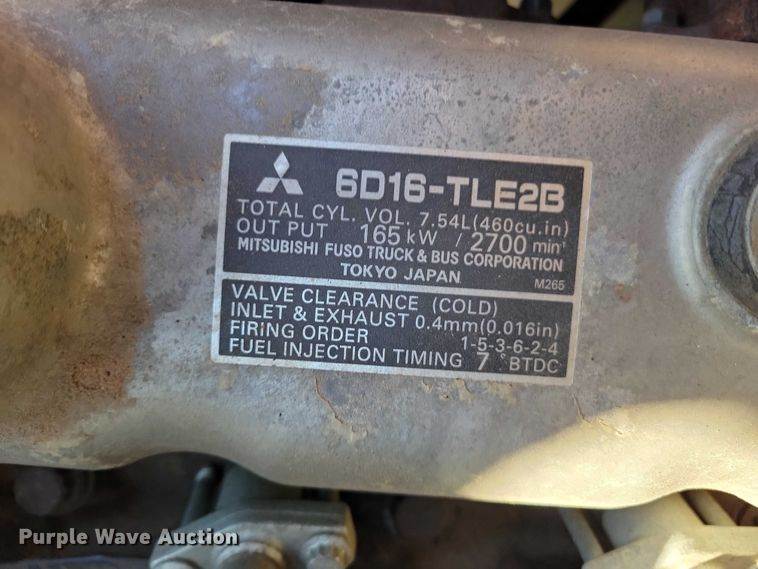 6D16-TLE2B
TOTAL CYL. VOL. 7.54L(460cu.in)
OUT PUT 165 kW / 2700 min⁻¹
MITSUBISHI FUSO TRUCK & BUS CORPORATION
TOKYO JAPAN
M265
VALVE CLEARANCE (COLD)
INLET & EXHAUST 0.4mm(0.016in)
FIRING ORDER 1-5-3-6-2-4
FUEL INJECTION TIMING 7 °BTDC
Purple Wave Auction